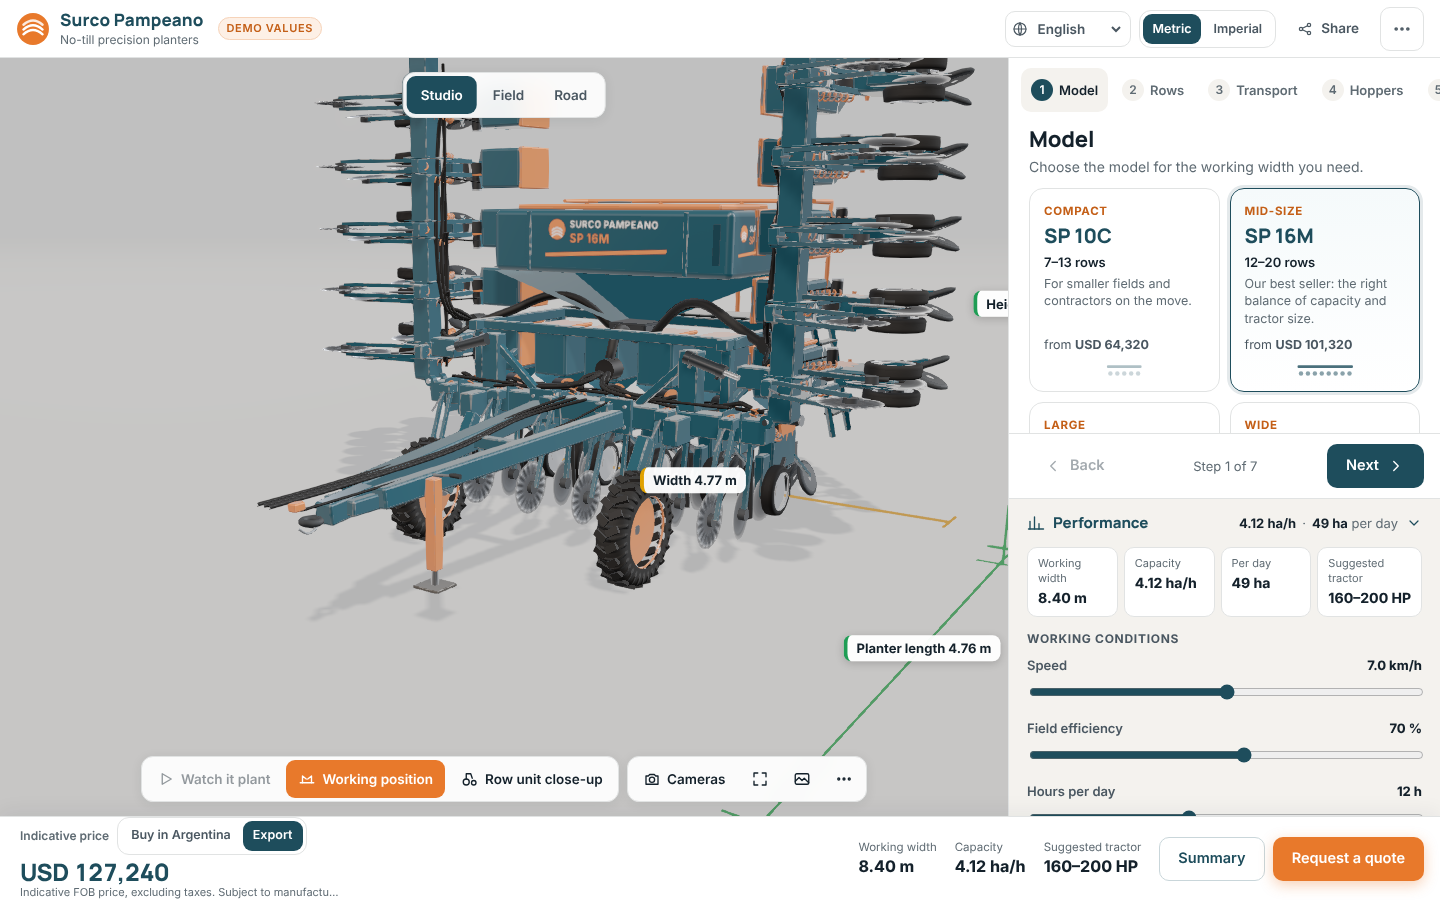 Surco Pampeano
No-till precision planters
DEMO VALUES
English
Metric
Imperial
Share
Studio
Field
Road
SURCO PAMPEANO
SP 16M
Width 4.77 m
Planter length 4.76 m
Watch it plant
Working position
Row unit close-up
Cameras
1 Model
2 Rows
3 Transport
4 Hoppers
Model
Choose the model for the working width you need.
COMPACT
SP 10C
7–13 rows
For smaller fields and
contractors on the move.
from USD 64,320
MID-SIZE
SP 16M
12–20 rows
Our best seller: the right
balance of capacity and
tractor size.
from USD 101,320
LARGE
WIDE
Back
Step 1 of 7
Next
Performance
4.12 ha/h · 49 ha per day
Working
width
8.40 m
Capacity
4.12 ha/h
Per day
49 ha
Suggested
tractor
160–200 HP
WORKING CONDITIONS
Speed
7.0 km/h
Field efficiency
70 %
Hours per day
12 h
Indicative price
Buy in Argentina
Export
USD 127,240
Indicative FOB price, excluding taxes. Subject to manufactu...
Working width
8.40 m
Capacity
4.12 ha/h
Suggested tractor
160–200 HP
Summary
Request a quote